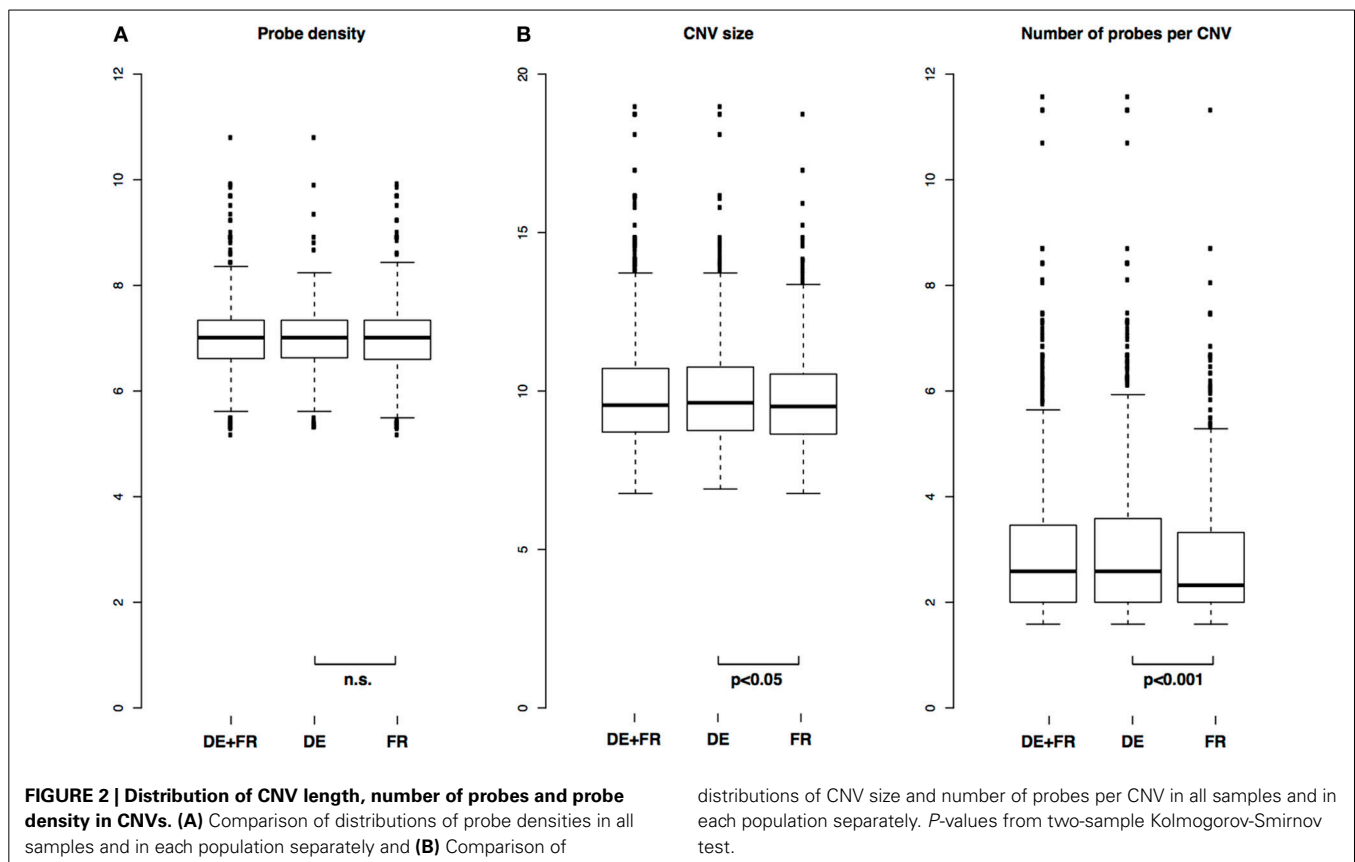 A
Probe density
B
CNV size
Number of probes per CNV
12
10
8
6
4
2
0
n.s.
DE+FR
DE
FR
20
15
10
5
0
p<0.05
DE+FR
DE
FR
12
10
8
6
4
2
0
p<0.001
DE+FR
DE
FR
FIGURE 2 | Distribution of CNV length, number of probes and probe
density in CNVs. (A) Comparison of distributions of probe densities in all
samples and in each population separately and (B) Comparison of
distributions of CNV size and number of probes per CNV in all samples and in
each population separately. P-values from two-sample Kolmogorov-Smirnov
test.